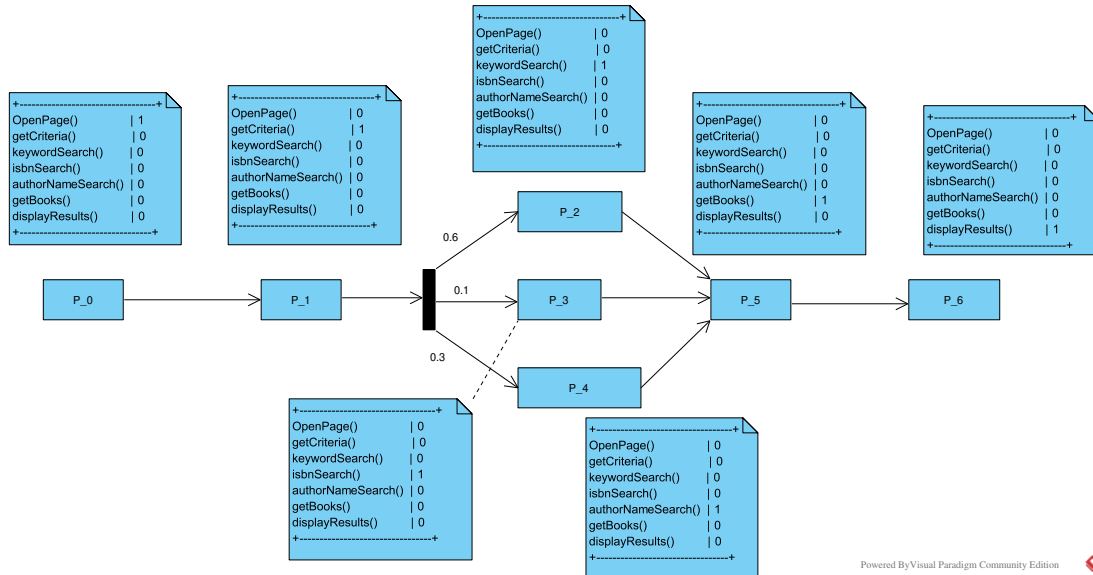 +-----------------------------------+
OpenPage() | 0
getCriteria() | 0
keywordSearch() | 1
isbnSearch() | 0
authorNameSearch() | 0
getBooks() | 0
displayResults() | 0
+-----------------------------------+
+-----------------------------------+
OpenPage() | 1
getCriteria() | 0
keywordSearch() | 0
isbnSearch() | 0
authorNameSearch() | 0
getBooks() | 0
displayResults() | 0
+-----------------------------------+
+-----------------------------------+
OpenPage() | 0
getCriteria() | 1
keywordSearch() | 0
isbnSearch() | 0
authorNameSearch() | 0
getBooks() | 0
displayResults() | 0
+-----------------------------------+
+-----------------------------------+
OpenPage() | 0
getCriteria() | 0
keywordSearch() | 0
isbnSearch() | 0
authorNameSearch() | 0
getBooks() | 1
displayResults() | 0
+-----------------------------------+
+-----------------------------------+
OpenPage() | 0
getCriteria() | 0
keywordSearch() | 0
isbnSearch() | 0
authorNameSearch() | 0
getBooks() | 0
displayResults() | 1
+-----------------------------------+
P_0
P_1
0.6
P_2
0.1
P_3
0.3
P_4
P_5
P_6
+-----------------------------------+
OpenPage() | 0
getCriteria() | 0
keywordSearch() | 0
isbnSearch() | 1
authorNameSearch() | 0
getBooks() | 0
displayResults() | 0
+-----------------------------------+
+-----------------------------------+
OpenPage() | 0
getCriteria() | 0
keywordSearch() | 0
isbnSearch() | 0
authorNameSearch() | 1
getBooks() | 0
displayResults() | 0
+-----------------------------------+
Powered ByVisual Paradigm Community Edition